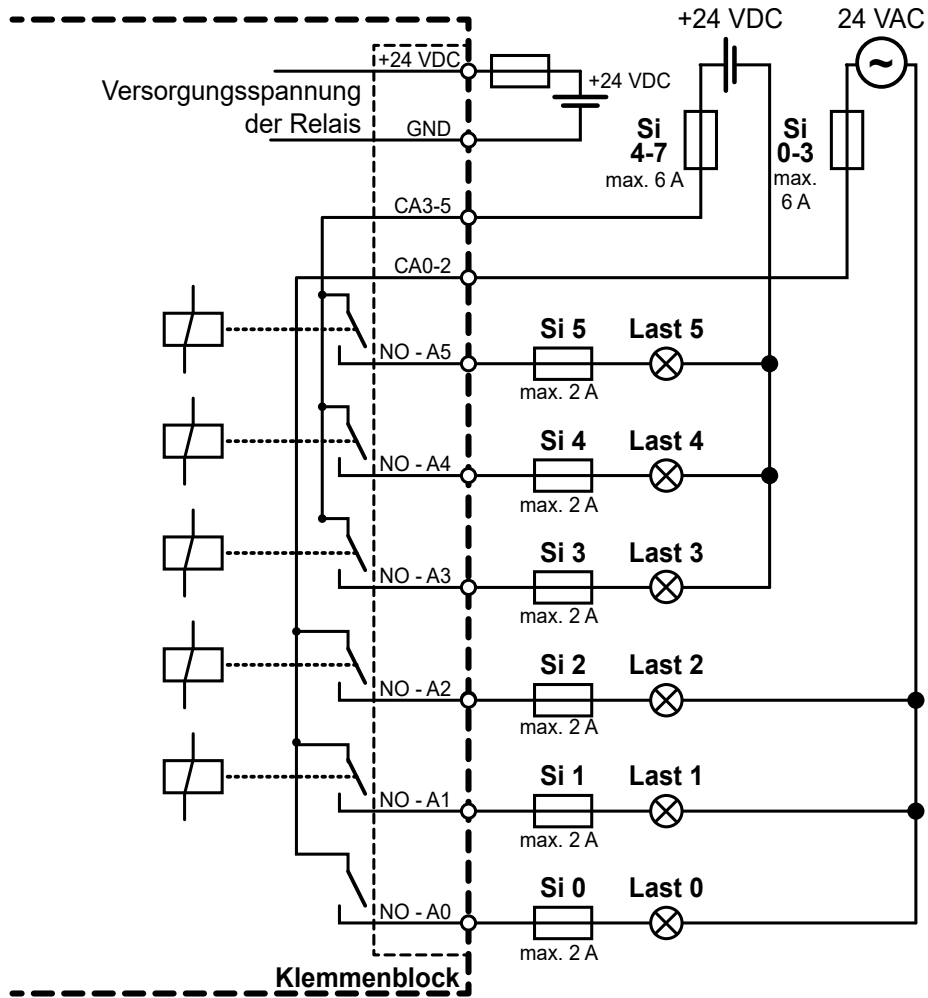 +24 VDC
24 VAC
+24 VDC
+24 VDC
Versorgungsspannung
der Relais
GND
Si
4-7
max. 6 A
Si
0-3
max.
6 A
CA3-5
CA0-2
Si 5
Last 5
NO - A5
max. 2 A
Si 4
Last 4
NO - A4
max. 2 A
Si 3
Last 3
NO - A3
max. 2 A
Si 2
Last 2
NO - A2
max. 2 A
Si 1
Last 1
NO - A1
max. 2 A
Si 0
Last 0
NO - A0
max. 2 A
Klemmenblock
~